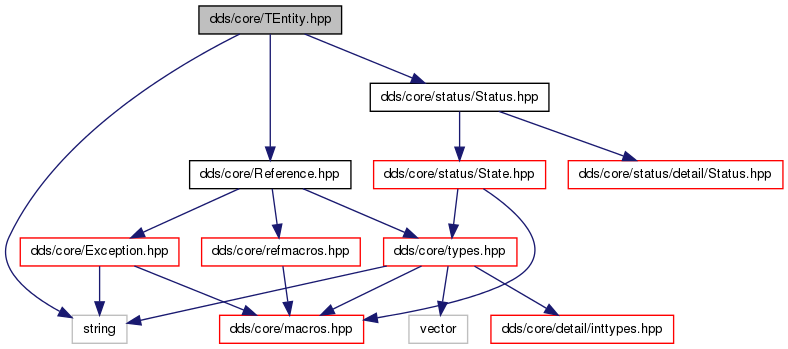 dds/core/TEntity.hpp
dds/core/status/Status.hpp
dds/core/Reference.hpp
dds/core/status/State.hpp
dds/core/status/detail/Status.hpp
dds/core/Exception.hpp
dds/core/refmacros.hpp
dds/core/types.hpp
string
dds/core/macros.hpp
vector
dds/core/detail/inttypes.hpp